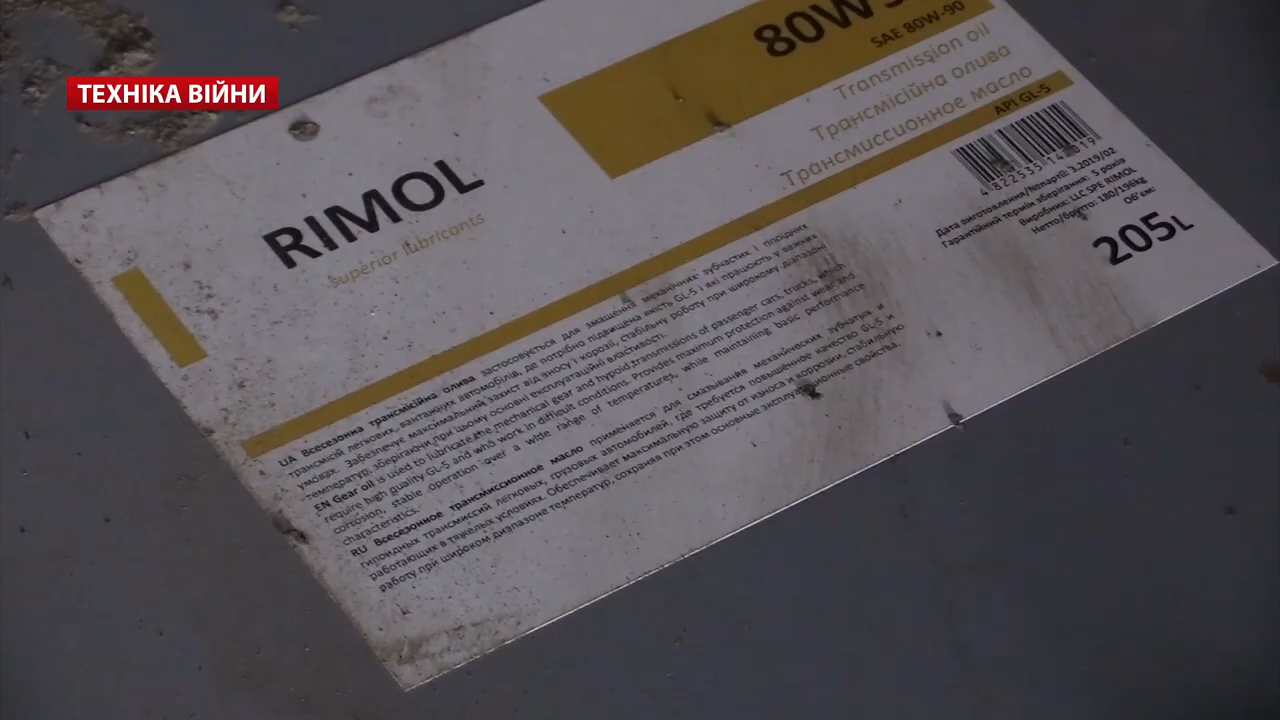 ТЕХНІКА ВІЙНИ
RIMOL
superior lubricants
SAE 80W-90
Transmission oil
Трансмісійна олива
Трансмиссионное масло
API GL-5
4 822535 14 019
Дата виготовлення/№партії: 3.2019/02
Гарантійний термін зберігання: 5 років
Виробник: LLC SPE RIMOL
Нетто/брутто: 180/196kg
Об'єм:
205L
UA Всесезонна трансмісійна олива застосовується для змащення механічних зубчастих і гіпоїдних
трансмісій легкових, вантажних автомобілів, де потрібно підвищена якість GL-5 і які працюють у важких
умовах. Забезпечує максимальний захист від зносу і корозії, стабільну роботу при широкому діапазоні
температур, зберігаючи при цьому основні експлуатаційні властивості.
EN Gear oil is used to lubricate the mechanical gear and hypoid transmissions of passenger cars, trucks, which
require high quality GL-5 and who work in difficult conditions. Provides maximum protection against wear and
corrosion, stable operation over a wide range of temperatures, while maintaining basic performance
characteristics.
RU Всесезонное трансмиссионное масло применяется для смазывания механических зубчатых и
гипоидных трансмиссий легковых, грузовых автомобилей, где требуется повышенное качество GL-5 и
работающих в тяжелых условиях. Обеспечивает максимальную защиту от износа и коррозии, стабильную
работу при широком диапазоне температур, сохраняя при этом основные эксплуатационные свойства.